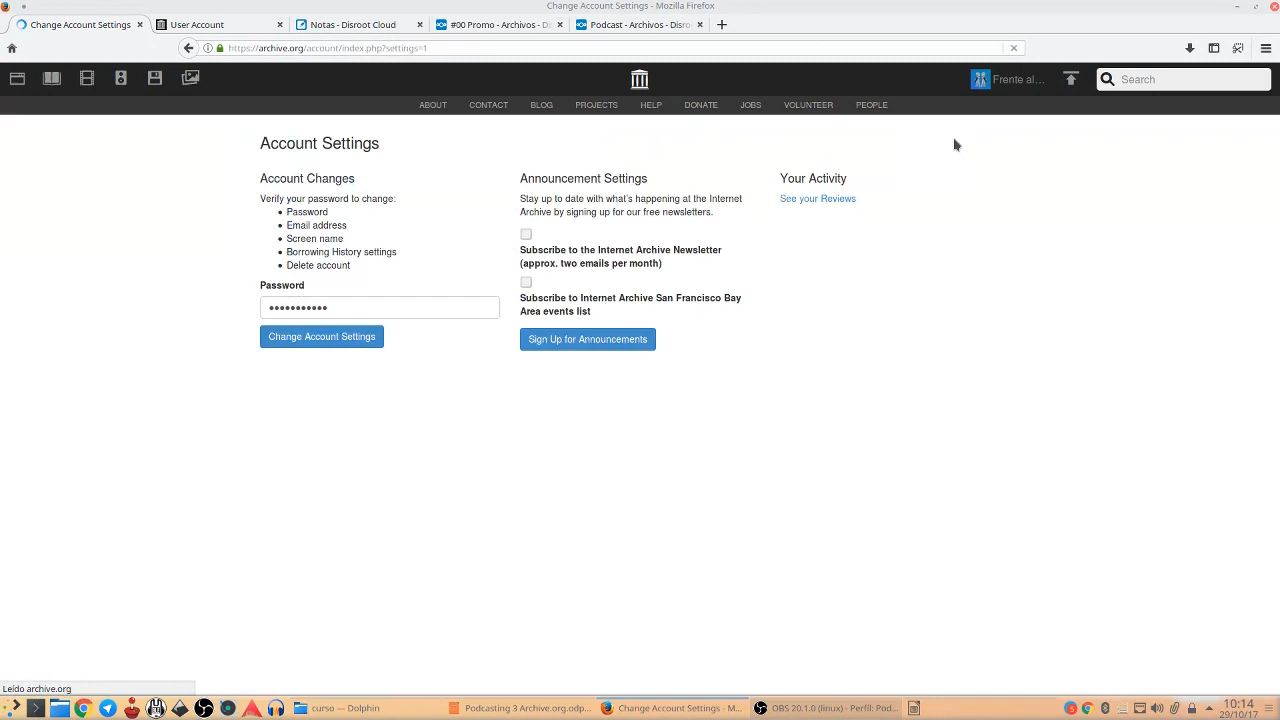 Change Account Settings - Mozilla Firefox
Change Account Settings ×
User Account ×
Notas - Disroot Cloud ×
#00 Promo - Archivos - D ×
Podcast - Archivos - Disro ×
https://archive.org/account/index.php?settings=1
Frente al...
Search
ABOUT CONTACT BLOG PROJECTS HELP DONATE JOBS VOLUNTEER PEOPLE
Account Settings
Account Changes
Verify your password to change:
• Password
• Email address
• Screen name
• Borrowing History settings
• Delete account
Password
•••••••••••
Change Account Settings
Announcement Settings
Stay up to date with what's happening at the Internet
Archive by signing up for our free newsletters.
Subscribe to the Internet Archive Newsletter
(approx. two emails per month)
Subscribe to Internet Archive San Francisco Bay
Area events list
Sign Up for Announcements
Your Activity
See your Reviews
Leído archive.org
curso — Dolphin
Podcasting 3 Archive.org.odp...
Change Account Settings - M...
OBS 20.1.0 (linux) - Perfil: Pod...
10:14
29/10/17